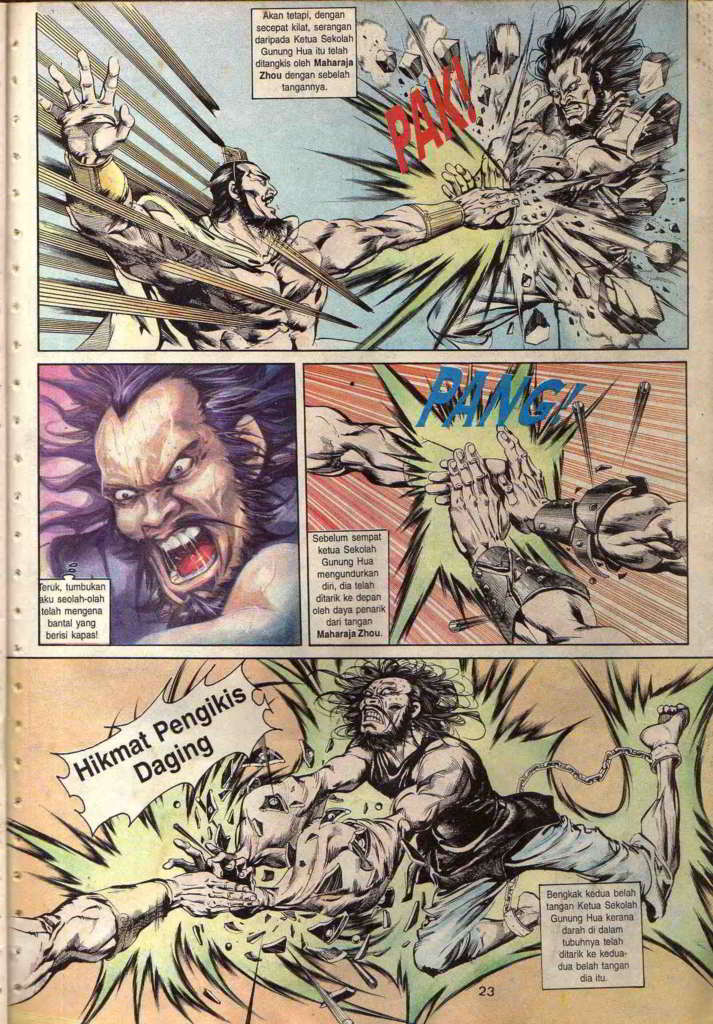 Akan tetapi, dengan
secepat kilat, serangan
daripada Ketua Sekolah
Gunung Hua itu telah
ditangkis oleh Maharaja
Zhou dengan sebelah
tangannya.
PAK!
PANG!
Teruk, tumbukan
aku seolah-olah
telah mengena
bantal yang
berisi kapas!
Sebelum sempat
ketua Sekolah
Gunung Hua
mengundurkan
diri, dia telah
ditarik ke depan
oleh daya penarik
dari tangan
Maharaja Zhou.
Hikmat Pengikis
Daging
Bengkak kedua belah
tangan Ketua Sekolah
Gunung Hua kerana
darah di dalam
tubuhnya telah
ditarik ke kedua-
dua belah tangan
dia itu.
23